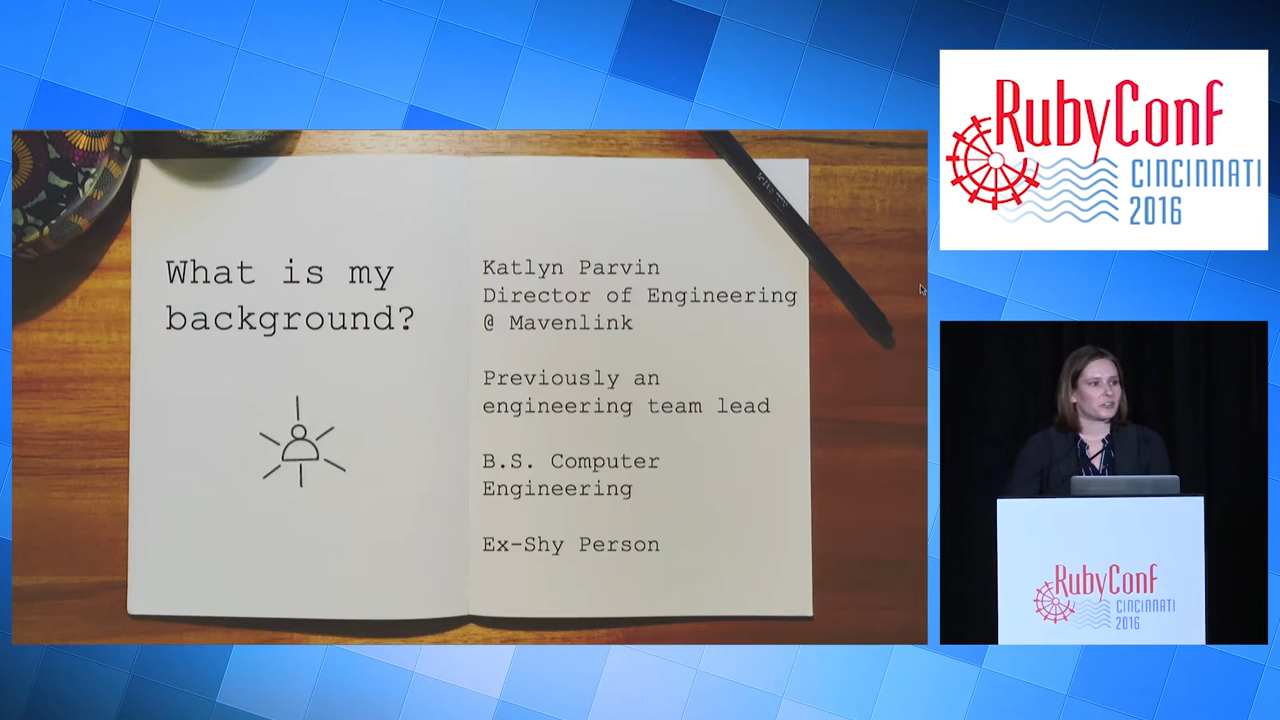 What is my
background?
Katlyn Parvin
Director of Engineering
@ Mavenlink
Previously an
engineering team lead
B.S. Computer
Engineering
Ex-Shy Person
RubyConf
CINCINNATI
2016
RubyConf
CINCINNATI
2016